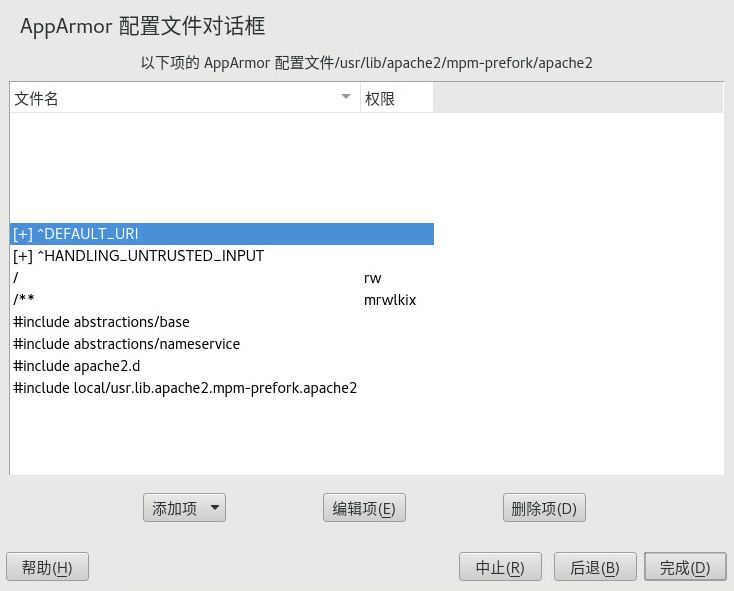 AppArmor 配置文件对话框
以下项的 AppArmor 配置文件/usr/lib/apache2/mpm-prefork/apache2
文件名 权限
[+] ^DEFAULT_URI
[+] ^HANDLING_UNTRUSTED_INPUT
/ rw
/** mrwlkix
#include abstractions/base
#include abstractions/nameservice
#include apache2.d
#include local/usr.lib.apache2.mpm-prefork.apache2
添加项 编辑项(E) 删除项(D)
帮助(H) 中止(R) 后退(B) 完成(D)